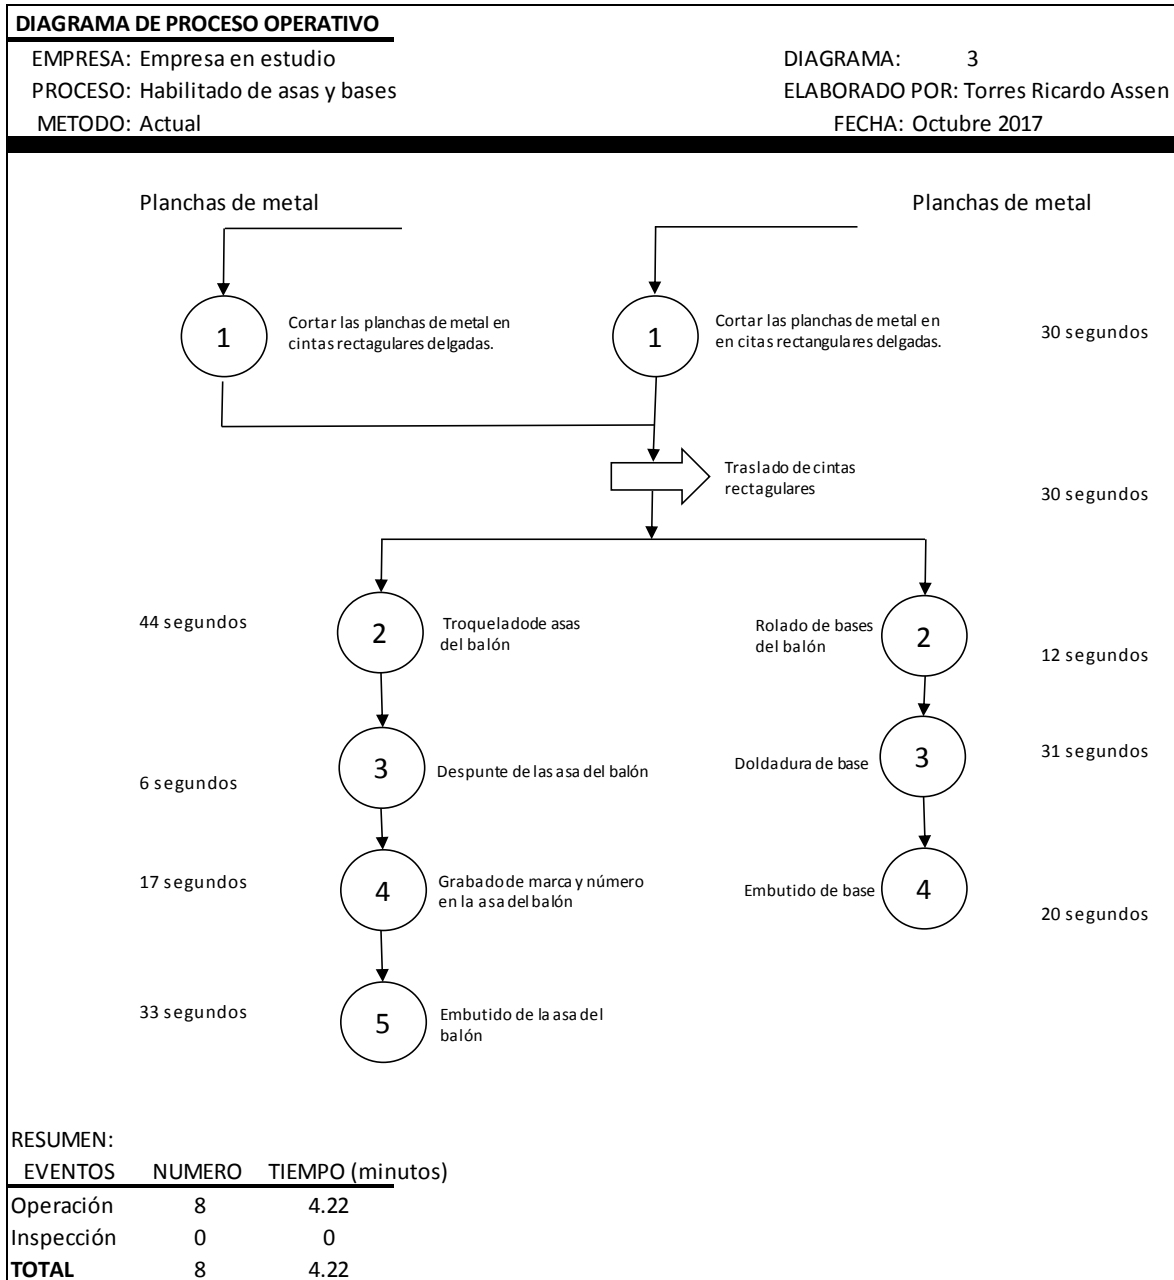 DIAGRAMA DE PROCESO OPERATIVO
EMPRESA: Empresa en estudio
DIAGRAMA: 3
PROCESO: Habilitado de asas y bases
ELABORADO POR: Torres Ricardo Assen
METODO: Actual
FECHA: Octubre 2017
Planchas de metal
Planchas de metal
1
Cortar las planchas de metal en
cintas rectagulares delgadas.
1
Cortar las planchas de metal en
en citas rectangulares delgadas.
30 segundos
Traslado de cintas
rectagulares
30 segundos
44 segundos
2
Troquelado de asas
del balón
Rolado de bases
del balón
2
12 segundos
6 segundos
3
Despunte de las asa del balón
Doldadura de base
3
31 segundos
17 segundos
4
Grabado de marca y número
en la asa del balón
Embutido de base
4
20 segundos
33 segundos
5
Embutido de la asa del
balón
RESUMEN:
EVENTOS NUMERO TIEMPO (minutos)
Operación 8 4.22
Inspección 0 0
TOTAL 8 4.22